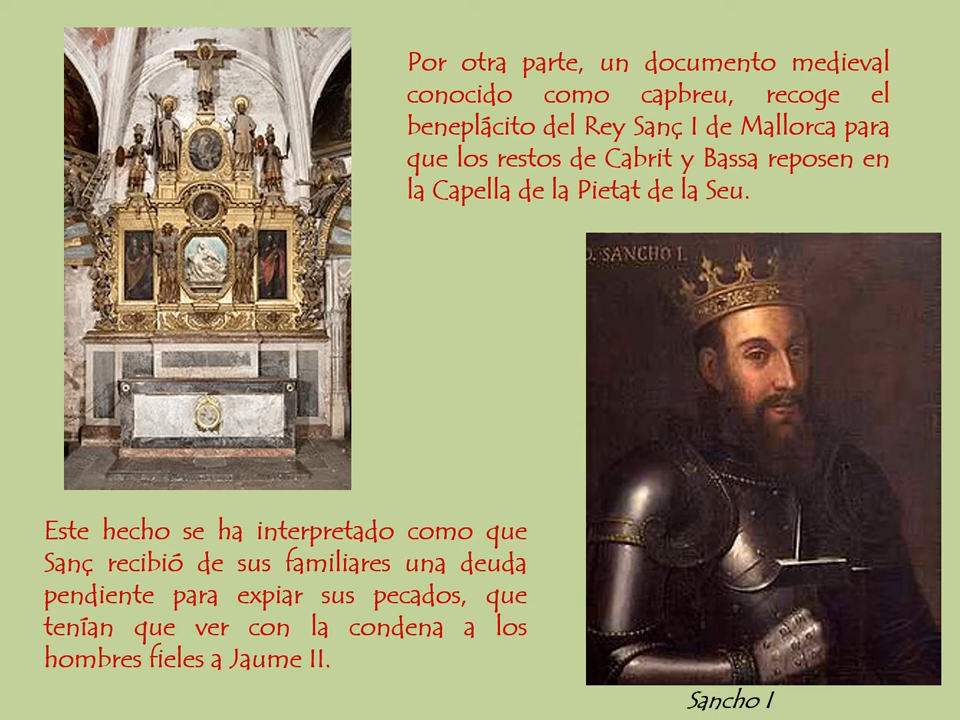 Por otra parte, un documento medieval
conocido como capbreu, recoge el
beneplácito del Rey Sanç I de Mallorca para
que los restos de Cabrit y Bassa reposen en
la Capella de la Pietat de la Seu.
D. SANCHO I.
Este hecho se ha interpretado como que
Sanç recibió de sus familiares una deuda
pendiente para expiar sus pecados, que
tenían que ver con la condena a los
hombres fieles a Jaume II.
Sancho I